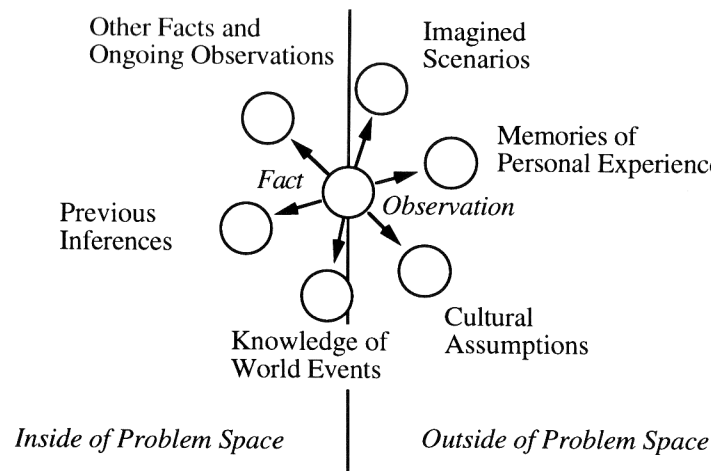 Other Facts and
Ongoing Observations
Imagined
Scenarios
Memories of
Personal Experienc
Fact
Observation
Previous
Inferences
Cultural
Assumptions
Knowledge of
World Events
Inside of Problem Space
Outside of Problem Space